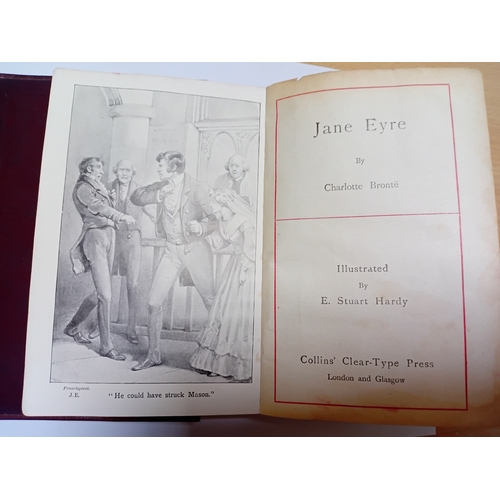 Frontispiece.
J.E.
"He could have struck Mason."
Jane Eyre
By
Charlotte Brontë
Illustrated
By
E. Stuart Hardy
Collins' Clear-Type Press
London and Glasgow